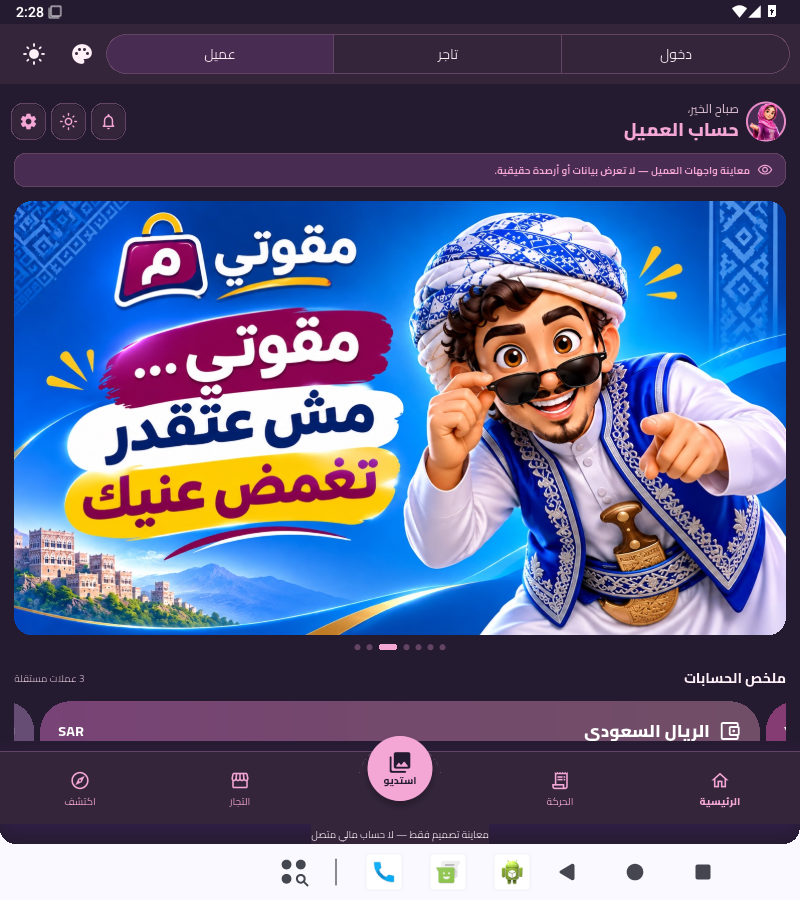 2:28
دخول
تاجر
عميل
صباح الخير،
حساب العميل
معاينة واجهات العميل — لا تعرض بيانات أو أرصدة حقيقية.
مقوتي
م
مقوتي...
مش عتقدر
تغمض عنيك
ملخص الحسابات
3 عملات مستقلة
الريال السعودي
SAR
الرئيسية
الحركة
استديو
التجار
اكتشف
معاينة تصميم فقط — لا حساب مالي متصل